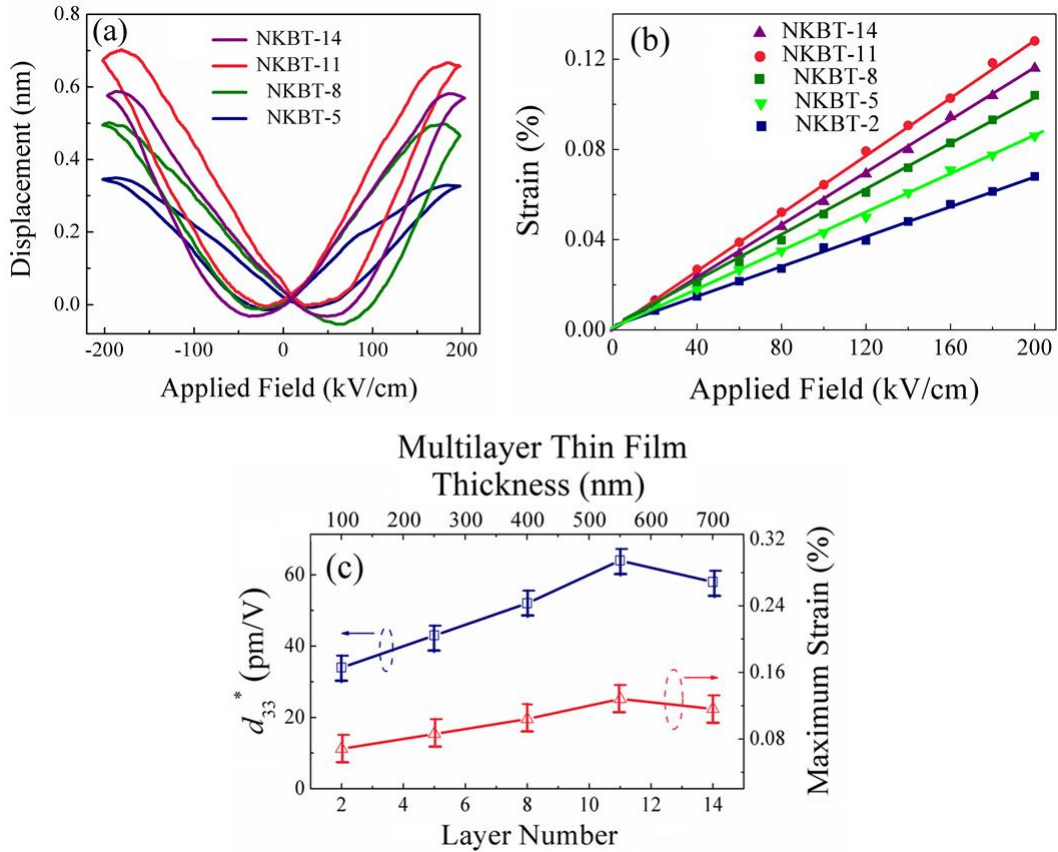 (a)
NKBT-14
NKBT-11
NKBT-8
NKBT-5
Displacement (nm)
0.8
0.6
0.4
0.2
0.0
-200 -100 0 100 200
Applied Field (kV/cm)
(b)
NKBT-14
NKBT-11
NKBT-8
NKBT-5
NKBT-2
Strain (%)
0.12
0.08
0.04
0.00
0 40 80 120 160 200
Applied Field (kV/cm)
Multilayer Thin Film
Thickness (nm)
100 200 300 400 500 600 700
(c)
d33* (pm/V)
60
40
20
0
0.32
0.24
0.16
0.08
Maximum Strain (%)
2 4 6 8 10 12 14
Layer Number